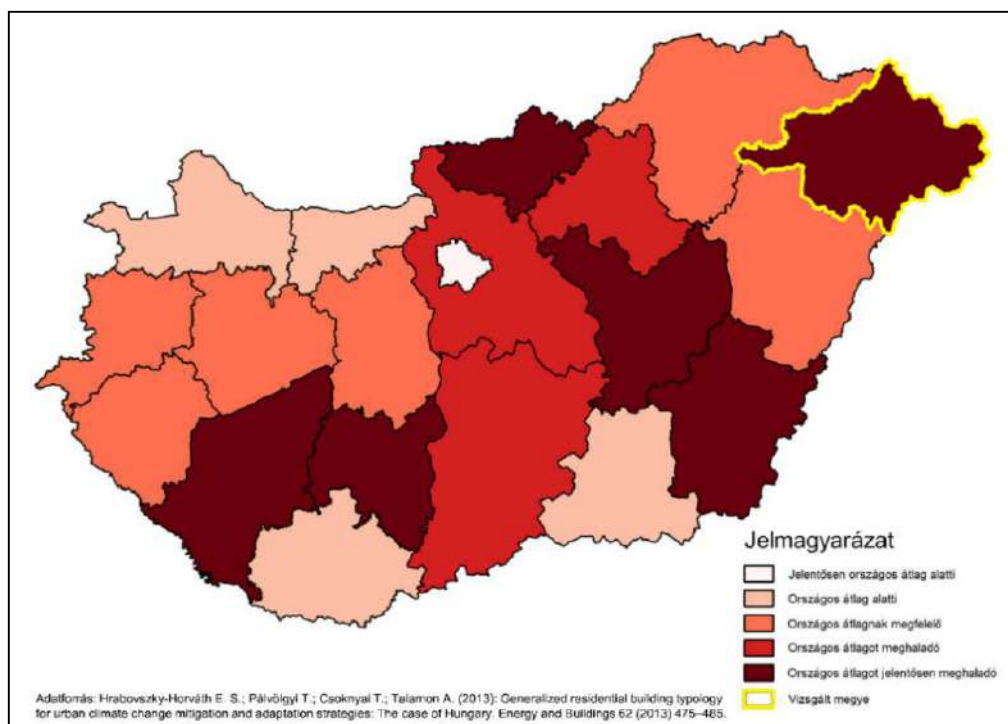 Jelmagyarázat
Jelentősen országos átlag alatti
Országos átlag alatti
Országos átlagnak megfelelő
Országos átlagot meghaladó
Országos átlagot jelentősen meghaladó
Vizsgált megye
Adatforrás: Hrabovszky-Horváth E. S.; Pálvölgyi T.; Csoknyai T.; Talamon A. (2013): Generalized residential building typology
for urban climate change mitigation and adaptation strategies: The case of Hungary. Energy and Buildings 62 (2013) 475–485.